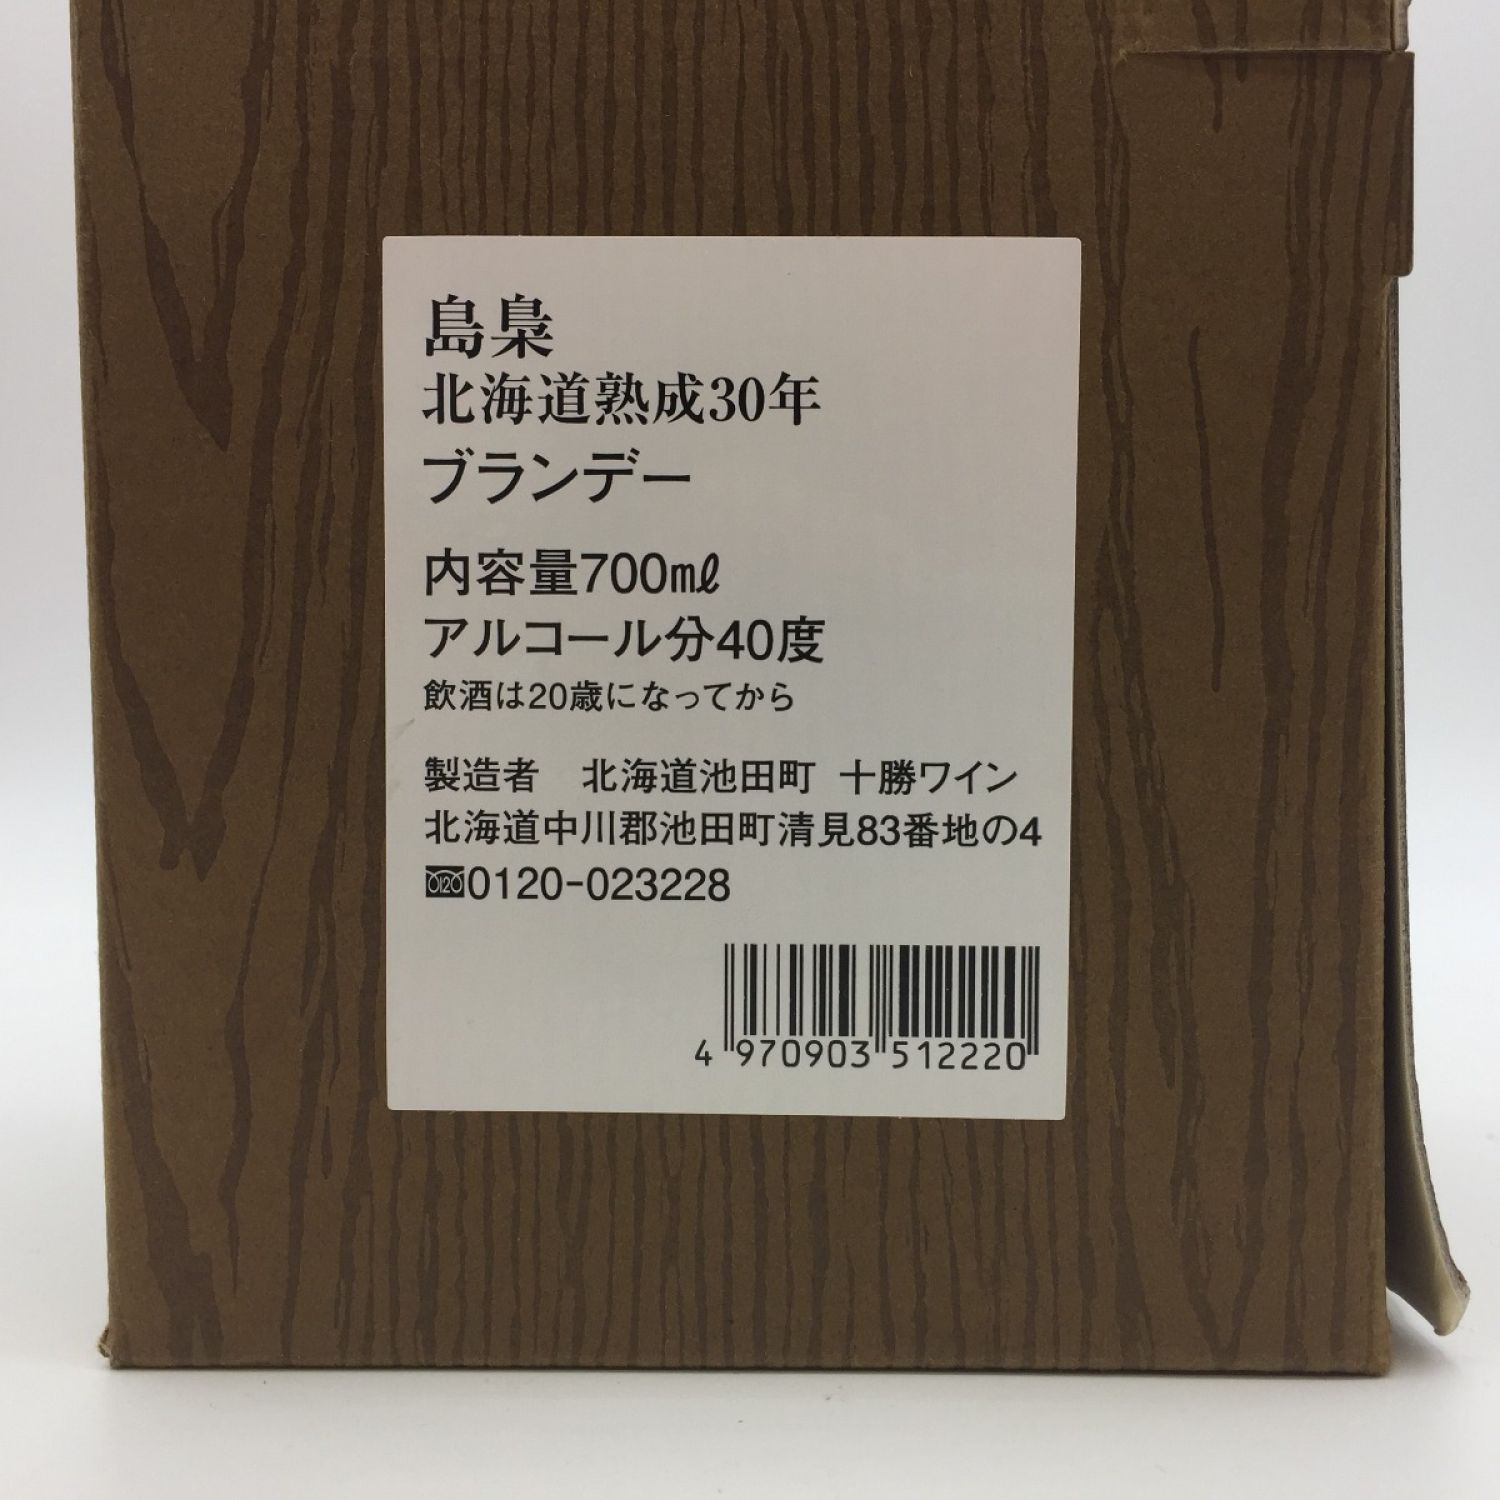 島梟
北海道熟成30年
ブランデー
内容量700㎖
アルコール分40度
飲酒は20歳になってから
製造者　北海道池田町 十勝ワイン
北海道中川郡池田町清見83番地の4
0120-023228
4 970903 512220